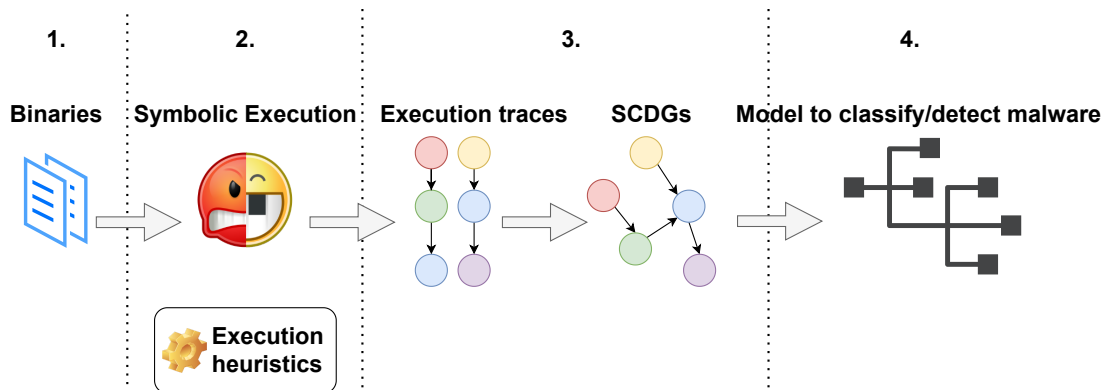 1.
2.
3.
4.
Binaries
Symbolic Execution
Execution traces
SCDGs
Model to classify/detect malware
Execution
heuristics